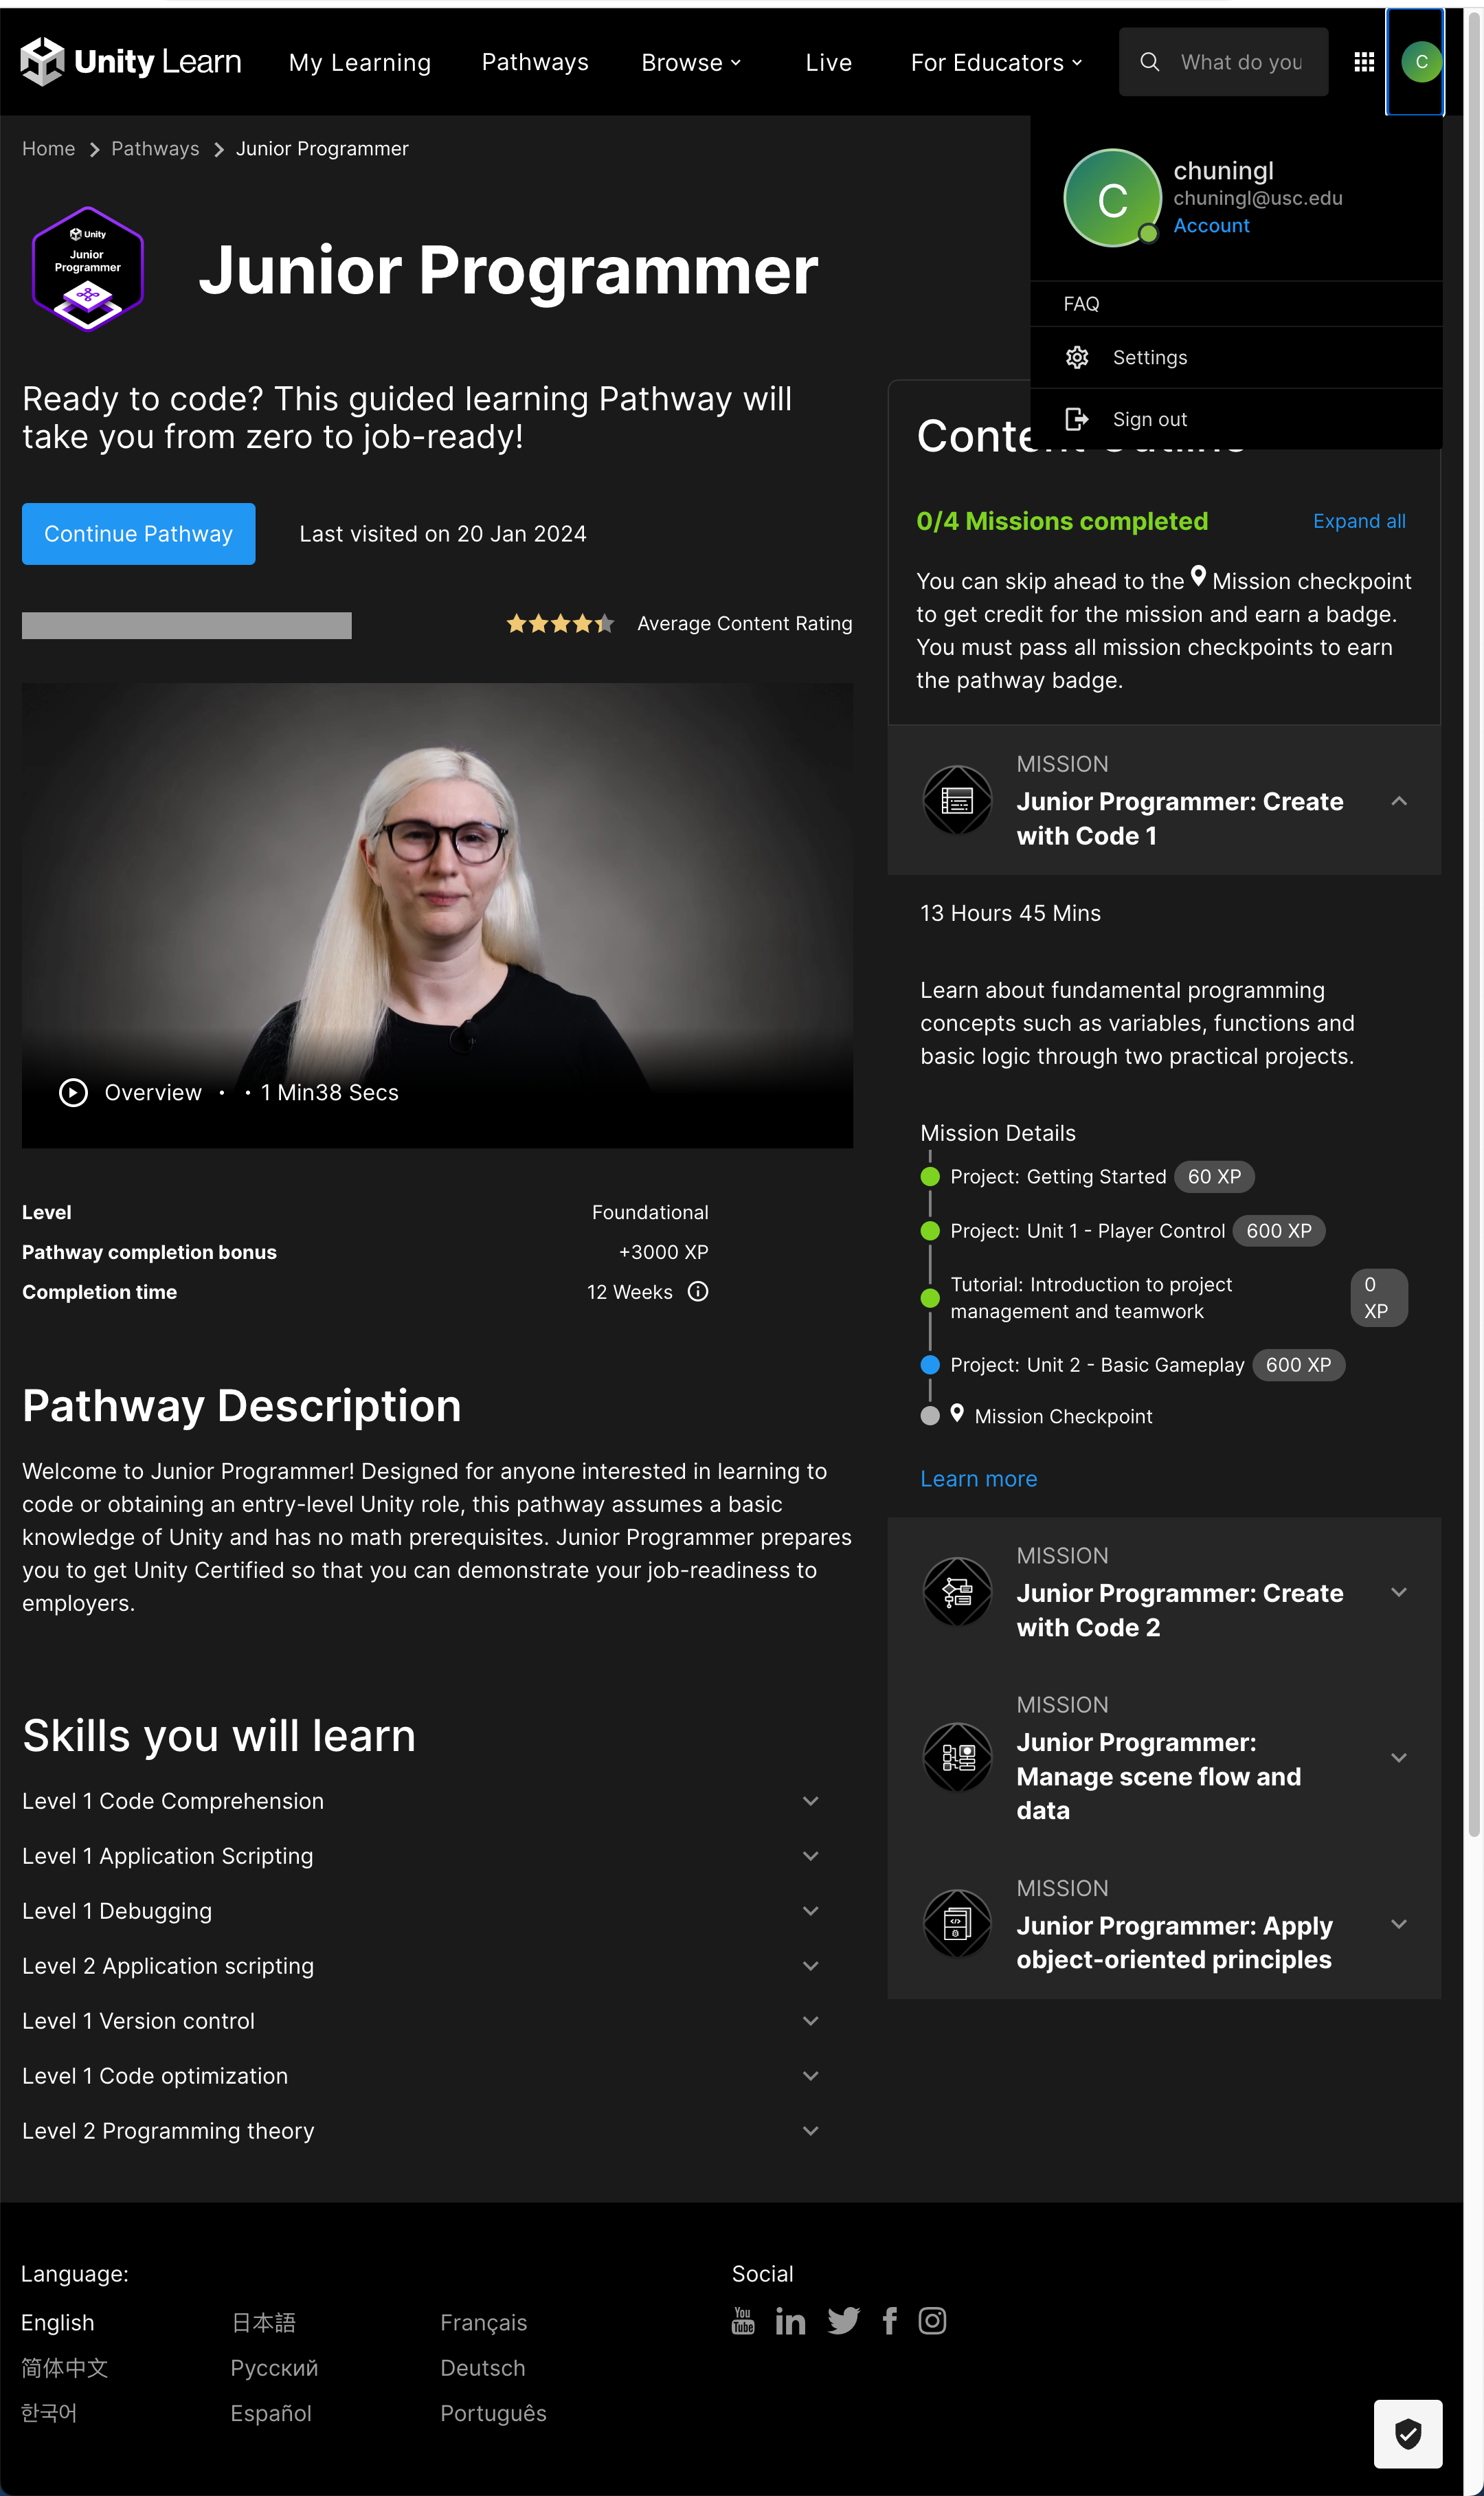 Unity Learn
My Learning
Pathways
Browse
Live
For Educators
What do you
C
Home
Pathways
Junior Programmer
C
chuningl
chuningl@usc.edu
Account
FAQ
Settings
Sign out
Unity
Junior
Programmer
Junior Programmer
Ready to code? This guided learning Pathway will
take you from zero to job-ready!
Continue Pathway
Last visited on 20 Jan 2024
Average Content Rating
Overview • • 1 Min38 Secs
Level
Foundational
Pathway completion bonus
+3000 XP
Completion time
12 Weeks
Pathway Description
Welcome to Junior Programmer! Designed for anyone interested in learning to
code or obtaining an entry-level Unity role, this pathway assumes a basic
knowledge of Unity and has no math prerequisites. Junior Programmer prepares
you to get Unity Certified so that you can demonstrate your job-readiness to
employers.
Skills you will learn
Level 1 Code Comprehension
Level 1 Application Scripting
Level 1 Debugging
Level 2 Application scripting
Level 1 Version control
Level 1 Code optimization
Level 2 Programming theory
0/4 Missions completed
Expand all
You can skip ahead to the Mission checkpoint
to get credit for the mission and earn a badge.
You must pass all mission checkpoints to earn
the pathway badge.
MISSION
Junior Programmer: Create
with Code 1
13 Hours 45 Mins
Learn about fundamental programming
concepts such as variables, functions and
basic logic through two practical projects.
Mission Details
Project: Getting Started 60 XP
Project: Unit 1 - Player Control 600 XP
Tutorial: Introduction to project
management and teamwork
0
XP
Project: Unit 2 - Basic Gameplay 600 XP
Mission Checkpoint
Learn more
MISSION
Junior Programmer: Create
with Code 2
MISSION
Junior Programmer:
Manage scene flow and
data
MISSION
Junior Programmer: Apply
object-oriented principles
Language:
English
日本語
Français
简体中文
Русский
Deutsch
한국어
Español
Português
Social
You
Tube